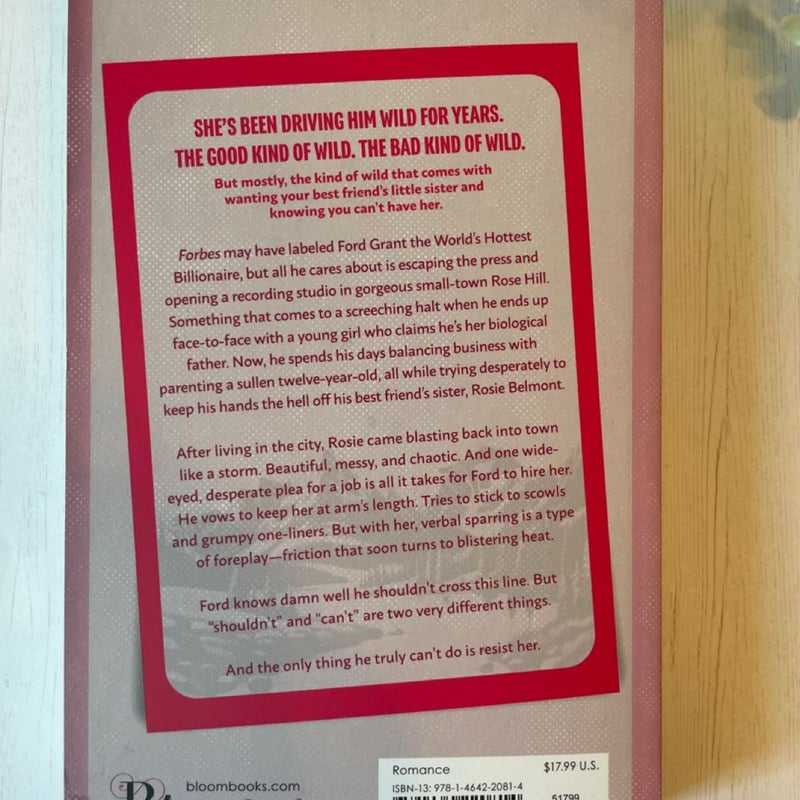 SHE'S BEEN DRIVING HIM WILD FOR YEARS.
THE GOOD KIND OF WILD. THE BAD KIND OF WILD.
But mostly, the kind of wild that comes with
wanting your best friend's little sister and
knowing you can't have her.
Forbes may have labeled Ford Grant the World's Hottest
Billionaire, but all he cares about is escaping the press and
opening a recording studio in gorgeous small-town Rose Hill.
Something that comes to a screeching halt when he ends up
face-to-face with a young girl who claims he's her biological
father. Now, he spends his days balancing business with
parenting a sullen twelve-year-old, all while trying desperately to
keep his hands the hell off his best friend's sister, Rosie Belmont.
After living in the city, Rosie came blasting back into town
like a storm. Beautiful, messy, and chaotic. And one wide-
eyed, desperate plea for a job is all it takes for Ford to hire her.
He vows to keep her at arm's length. Tries to stick to scowls
and grumpy one-liners. But with her, verbal sparring is a type
of foreplay—friction that soon turns to blistering heat.
Ford knows damn well he shouldn't cross this line. But
"shouldn't" and "can't" are two very different things.
And the only thing he truly can't do is resist her.
bloombooks.com
Romance $17.99 U.S.
ISBN-13: 978-1-4642-2081-4
51799